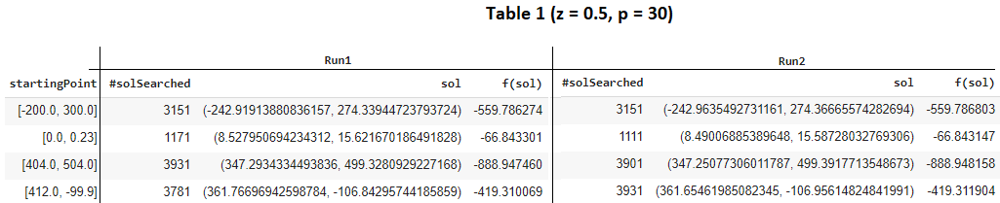 Table 1 (z = 0.5, p = 30)
Run1 Run2
startingPoint #solSearched sol f(sol) #solSearched sol f(sol)
[-200.0, 300.0] 3151 (-242.91913880836157, 274.33944723793724) -559.786274 3151 (-242.9635492731161, 274.36665574282694) -559.786803
[0.0, 0.23] 1171 (8.527950694234312, 15.621670186491828) -66.843301 1111 (8.49006885389648, 15.58728032769306) -66.843147
[404.0, 504.0] 3931 (347.2934334493836, 499.3280929227168) -888.947460 3901 (347.25077306011787, 499.3917713548673) -888.948158
[412.0, -99.9] 3781 (361.76696942598784, -106.84295744185859) -419.310069 3931 (361.65461985082345, -106.95614824841991) -419.311904